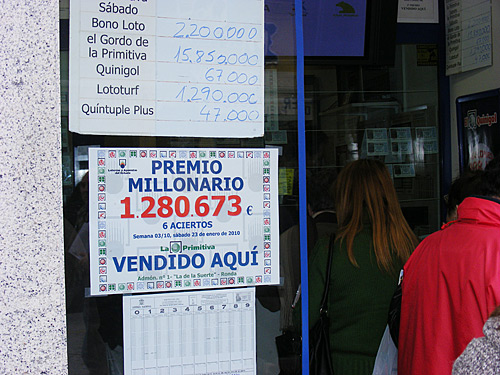 Sábado
Bono Loto 2.200.000
el Gordo de
la Primitiva 15.850.000
Quinigol 67.000
Lototurf 1.290.000
Quíntuple Plus 47.000
PREMIO
MILLONARIO
1.280.673 €
6 ACIERTOS
Semana 03/10, sábado 23 de enero de 2010
La Primitiva
VENDIDO AQUÍ
Admón. nº 1- "La de la Suerte" - Ronda
0 1 2 3 4 5 6 7 8 9
Quinigol